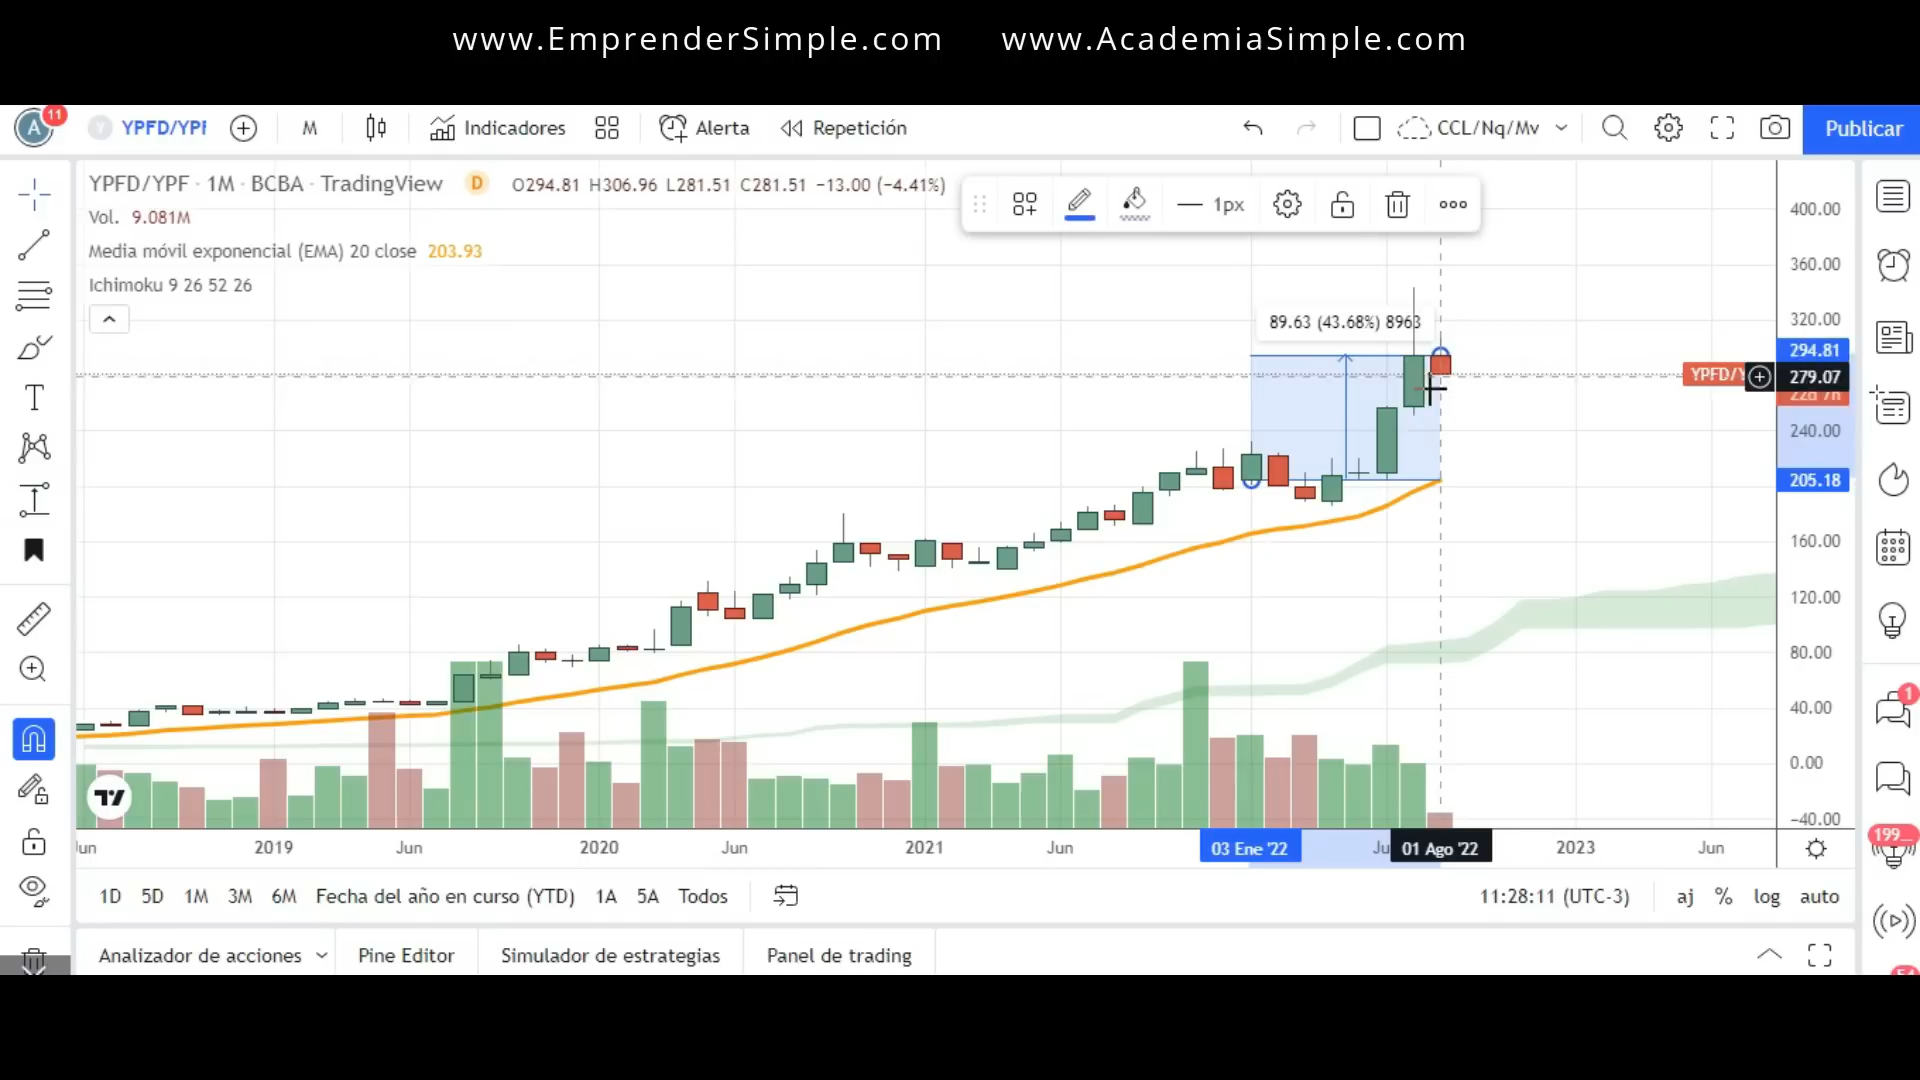 www.EmprenderSimple.com www.AcademiaSimple.com
A 11 Y YPFD/YPF M Indicadores Alerta Repetición CCL/Nq/Mv Publicar
YPFD/YPF · 1M · BCBA · TradingView D O294.81 H306.96 L281.51 C281.51 −13.00 (−4.41%)
1px
Vol. 9.081M
Media móvil exponencial (EMA) 20 close 203.93
Ichimoku 9 26 52 26
89.63 (43.68%) 8963
400.00
360.00
320.00
294.81
YPFD/Y 279.07
240.00
205.18
160.00
120.00
80.00
40.00
0.00
−40.00
1
199
2019 Jun 2020 Jun 2021 Jun 03 Ene '22 01 Ago '22 2023 Jun
1D 5D 1M 3M 6M Fecha del año en curso (YTD) 1A 5A Todos 11:28:11 (UTC-3) aj % log auto
Analizador de acciones Pine Editor Simulador de estrategias Panel de trading